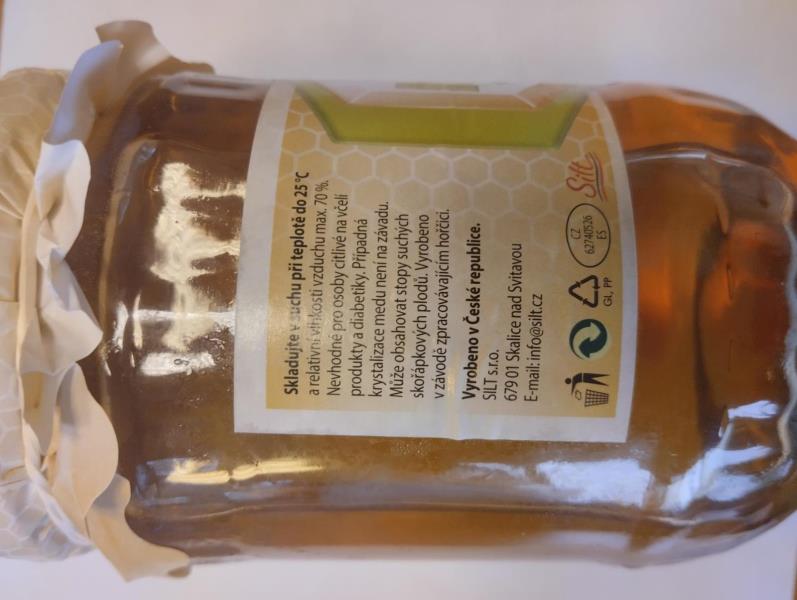 Skladujte v suchu při teplotě do 25 °C
a relativní vlhkosti vzduchu max. 70 %.
Nevhodné pro osoby citlivé na včelí
produkty a diabetiky. Případná
krystalizace medu není na závadu.
Může obsahovat stopy suchých
skořápkových plodů. Vyrobeno
v závodě zpracovávajícím hořčici.
Vyrobeno v České republice.
SILT s.r.o.
679 01 Skalice nad Svitavou
E-mail: info@silt.cz
GL, PP
CZ
62740526
ES
Silt